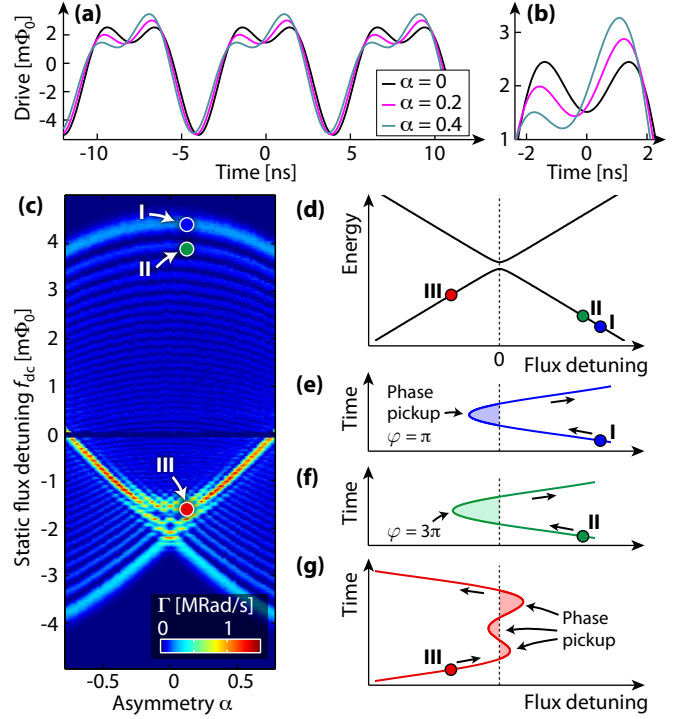 (a)
Drive [mΦ0]
2
0
-2
-4
-10
-5
0
5
10
Time [ns]
α = 0
α = 0.2
α = 0.4
(b)
3
2
1
-2
0
2
Time [ns]
(c)
Static flux detuning fdc [mΦ0]
4
3
2
1
0
-1
-2
-3
-4
I
II
III
Γ [MRad/s]
0
1
-0.5
0
0.5
Asymmetry α
(d)
Energy
III
II
I
0
Flux detuning
(e)
Time
Phase
pickup
φ = π
I
(f)
Time
φ = 3π
II
(g)
Time
Phase
pickup
III
Flux detuning